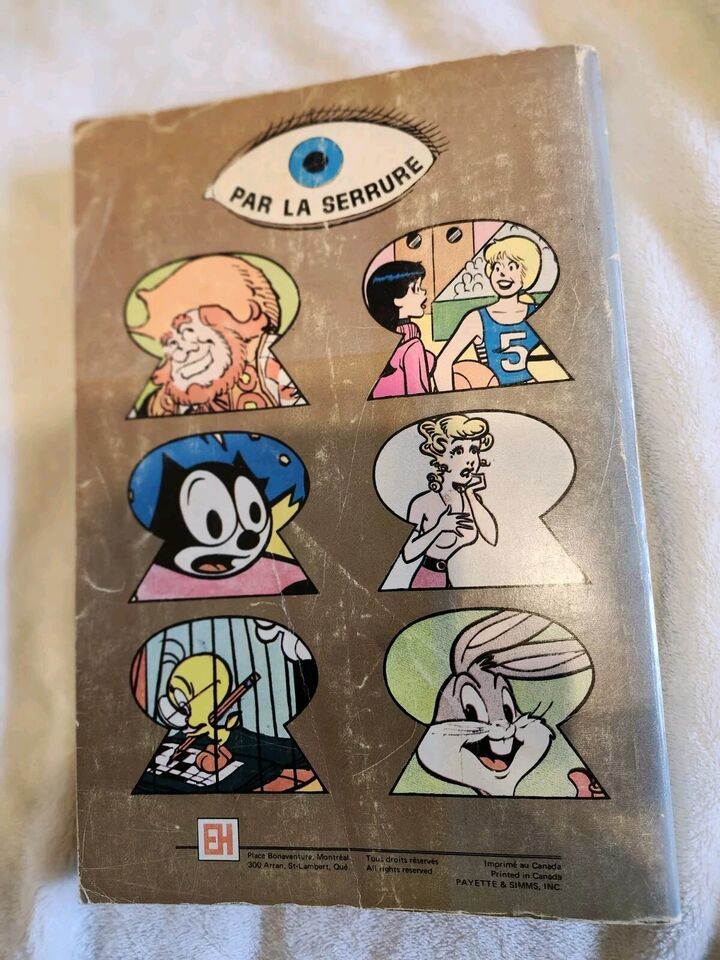 PAR LA SERRURE
5
EH
Place Bonaventure, Montréal
300 Arran, St-Lambert, Qué.
Tous droits réservés
All rights reserved
Imprimé au Canada
Printed in Canada
PAYETTE & SIMMS, INC.